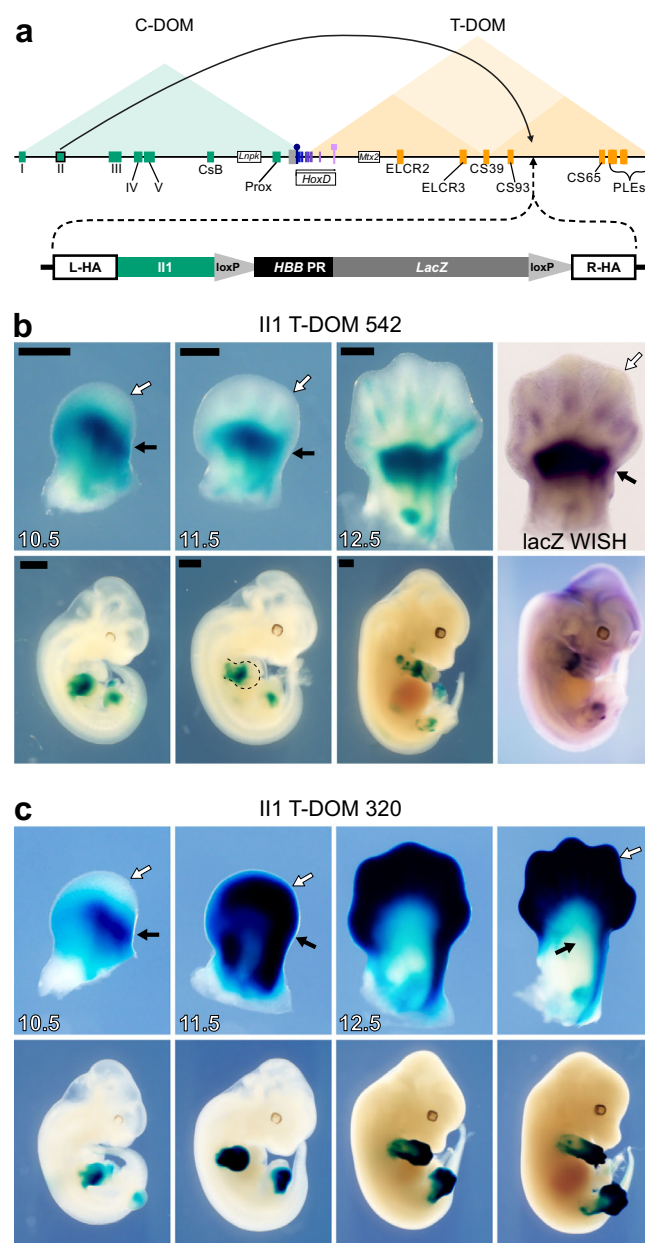 a
C-DOM T-DOM
I II III IV V CsB Lnpk Prox HoxD Mtx2 ELCR2 ELCR3 CS39 CS93 CS65 PLEs
L-HA II1 loxP HBB PR LacZ loxP R-HA
b II1 T-DOM 542
10.5 11.5 12.5 lacZ WISH
c II1 T-DOM 320
10.5 11.5 12.5